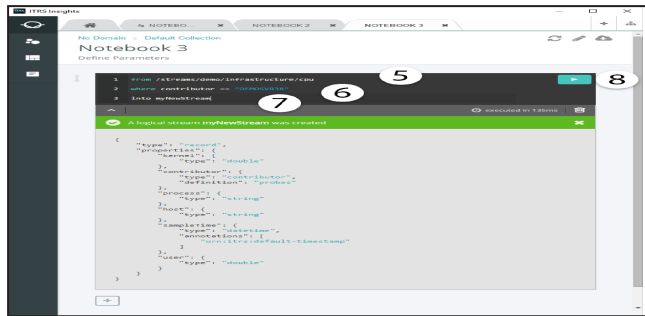 ITRS Insights
NOTEBO...
NOTEBOOK 2
NOTEBOOK 3
No Domain > Default Collection
Notebook 3
Define Parameters
1 from /streams/demo/infrastructure/cpu
5
2 where contributor == "DEMOSVR38"
6
8
3 into myNewStream
7
executed in 135ms
A logical stream myNewStream was created
{
"type": "record",
"properties": {
"kernel": {
"type": "double"
},
"contributor": {
"type": "contributor",
"definition": "probes"
},
"process": {
"type": "string"
},
"host": {
"type": "string"
},
"sampletime": {
"type": "datetime",
"annotations": [
"urn:itrs:default-timestamp"
]
},
"user": {
"type": "double"
}
}
}